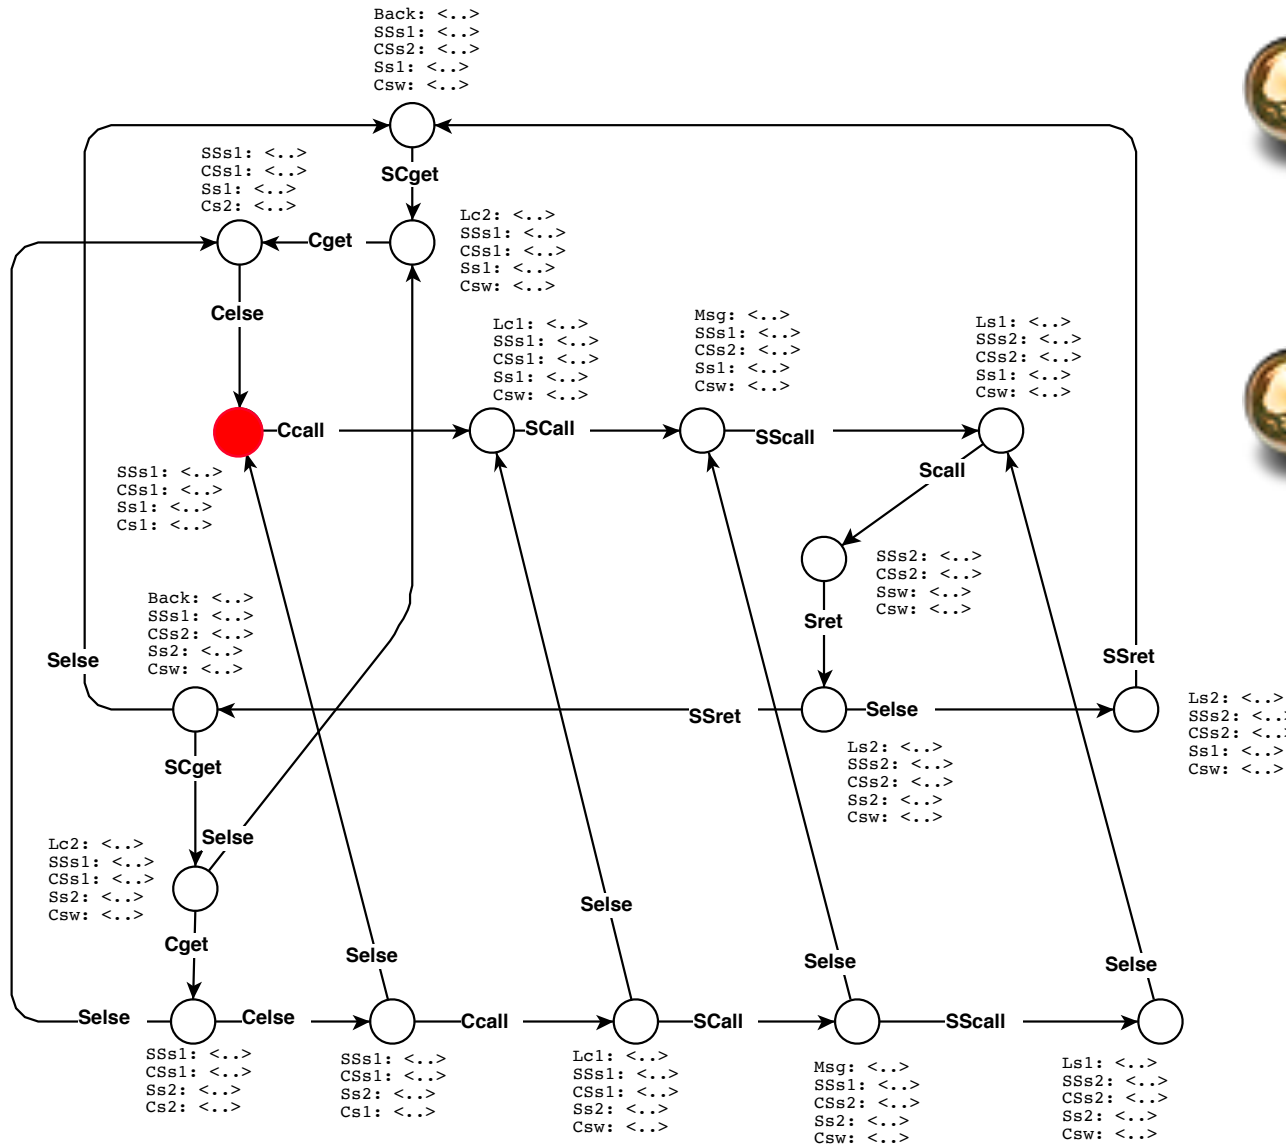 Back: <..>
SSs1: <..>
CSs2: <..>
Ss1: <..>
Csw: <..>
SSs1: <..>
CSs1: <..>
Ss1: <..>
Cs2: <..>
SCget
Cget
Lc2: <..>
SSs1: <..>
CSs1: <..>
Ss1: <..>
Csw: <..>
Celse
Lc1: <..>
SSs1: <..>
CSs1: <..>
Ss1: <..>
Csw: <..>
Msg: <..>
SSs1: <..>
CSs2: <..>
Ss1: <..>
Csw: <..>
Ls1: <..>
SSs2: <..>
CSs2: <..>
Ss1: <..>
Csw: <..>
Ccall
SCall
SScall
Scall
SSs1: <..>
CSs1: <..>
Ss1: <..>
Cs1: <..>
SSs2: <..>
CSs2: <..>
Ssw: <..>
Csw: <..>
Sret
Back: <..>
SSs1: <..>
CSs2: <..>
Ss2: <..>
Csw: <..>
Selse
SSret
SSret
Selse
Ls2: <..>
SSs2: <..>
CSs2: <..>
Ss1: <..>
Csw: <..>
Ls2: <..>
SSs2: <..>
CSs2: <..>
Ss2: <..>
Csw: <..>
SCget
Selse
Lc2: <..>
SSs1: <..>
CSs1: <..>
Ss2: <..>
Csw: <..>
Cget
Selse
Selse
Selse
Selse
Selse
Celse
Ccall
SCall
SScall
SSs1: <..>
CSs1: <..>
Ss2: <..>
Cs2: <..>
SSs1: <..>
CSs1: <..>
Ss2: <..>
Cs1: <..>
Lc1: <..>
SSs1: <..>
CSs1: <..>
Ss2: <..>
Csw: <..>
Msg: <..>
SSs1: <..>
CSs2: <..>
Ss2: <..>
Csw: <..>
Ls1: <..>
SSs2: <..>
CSs2: <..>
Ss2: <..>
Csw: <..>